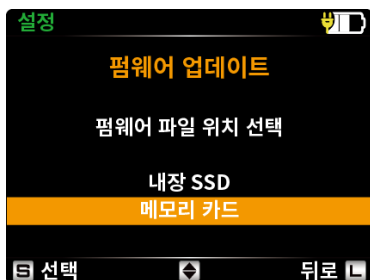 설정
펌웨어 업데이트
펌웨어 파일 위치 선택
내장 SSD
메모리 카드
S 선택 뒤로 L